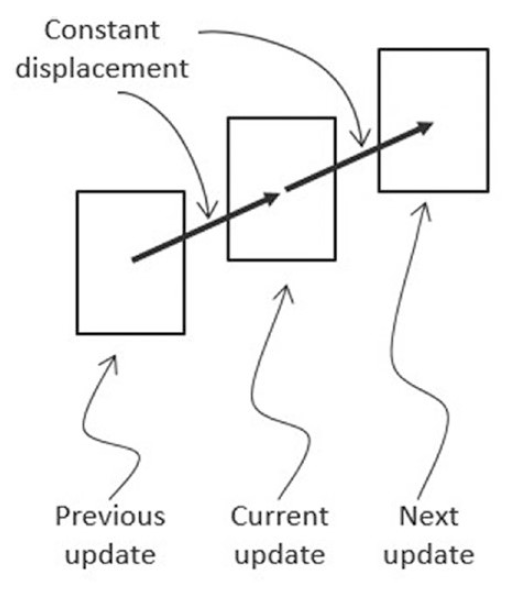 Constant
displacement
Previous
update
Current
update
Next
update